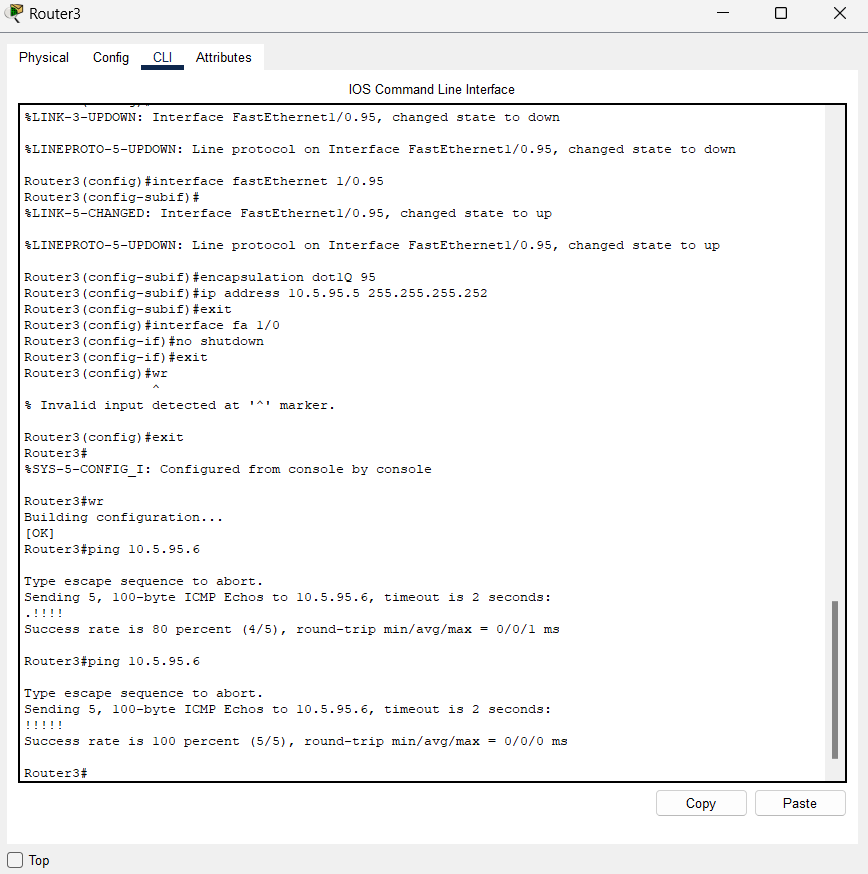 Router3
Physical Config CLI Attributes
IOS Command Line Interface
%LINK-3-UPDOWN: Interface FastEthernet1/0.95, changed state to down
%LINEPROTO-5-UPDOWN: Line protocol on Interface FastEthernet1/0.95, changed state to down
Router3(config)#interface fastEthernet 1/0.95
Router3(config-subif)#
%LINK-5-CHANGED: Interface FastEthernet1/0.95, changed state to up
%LINEPROTO-5-UPDOWN: Line protocol on Interface FastEthernet1/0.95, changed state to up
Router3(config-subif)#encapsulation dot1Q 95
Router3(config-subif)#ip address 10.5.95.5 255.255.255.252
Router3(config-subif)#exit
Router3(config)#interface fa 1/0
Router3(config-if)#no shutdown
Router3(config-if)#exit
Router3(config)#wr
^
% Invalid input detected at '^' marker.
Router3(config)#exit
Router3#
%SYS-5-CONFIG_I: Configured from console by console
Router3#wr
Building configuration...
[OK]
Router3#ping 10.5.95.6
Type escape sequence to abort.
Sending 5, 100-byte ICMP Echos to 10.5.95.6, timeout is 2 seconds:
.!!!!
Success rate is 80 percent (4/5), round-trip min/avg/max = 0/0/1 ms
Router3#ping 10.5.95.6
Type escape sequence to abort.
Sending 5, 100-byte ICMP Echos to 10.5.95.6, timeout is 2 seconds:
!!!!!
Success rate is 100 percent (5/5), round-trip min/avg/max = 0/0/0 ms
Router3#
Copy Paste
Top